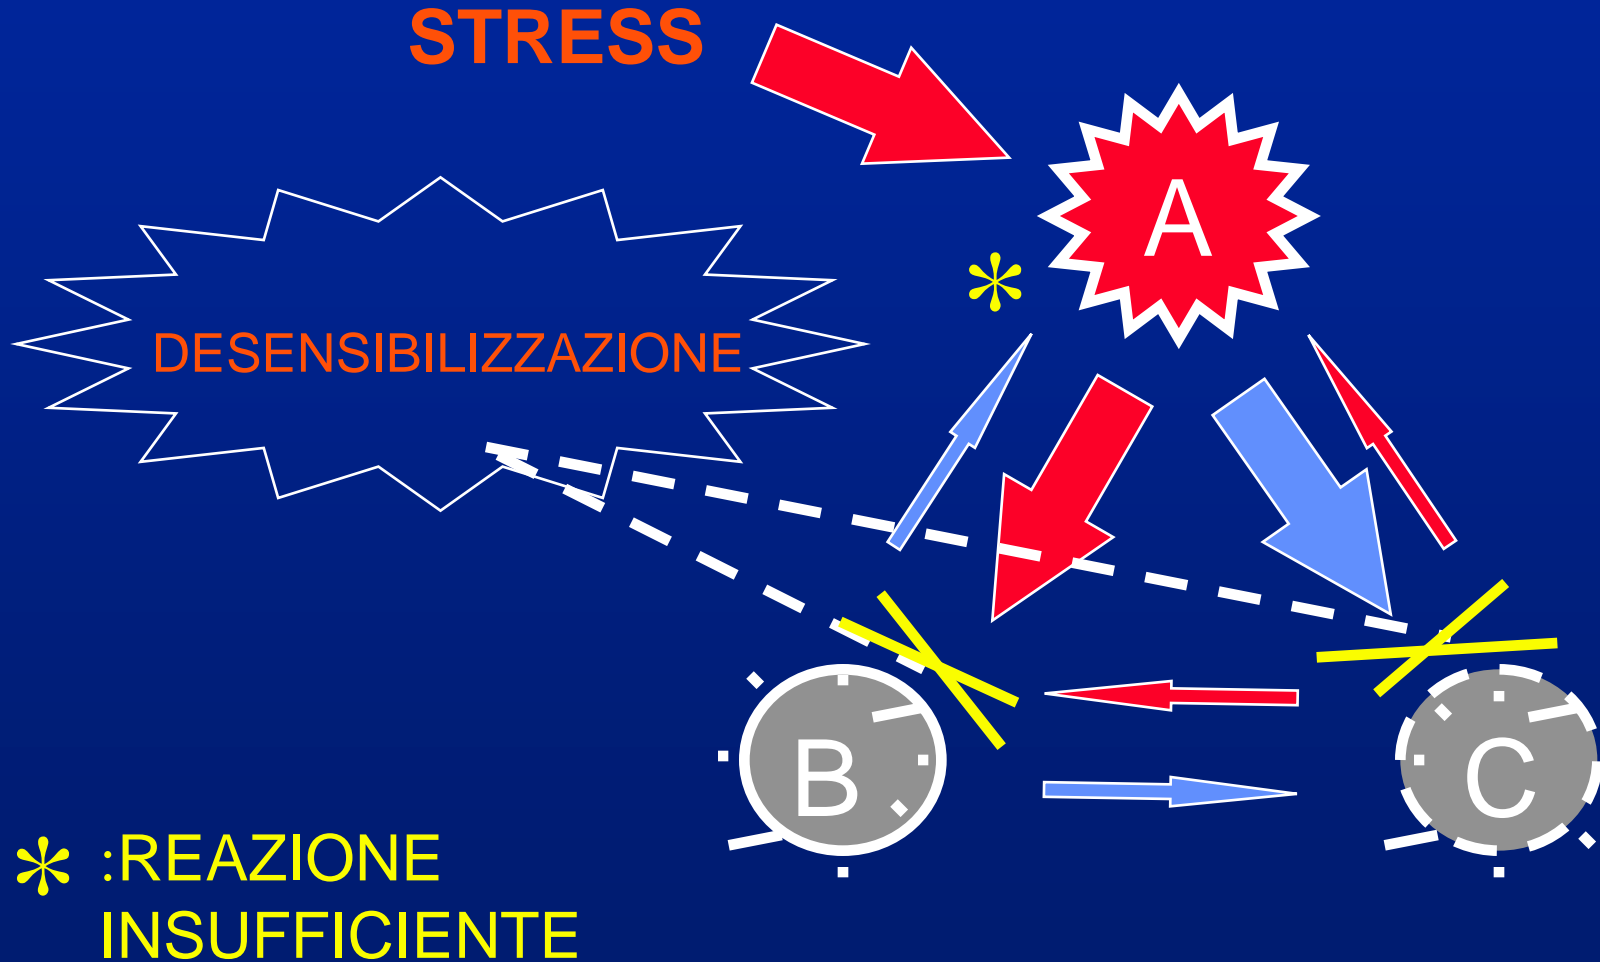 STRESS
A
DESENSIBILIZZAZIONE
B
C
* :REAZIONE
INSUFFICIENTE